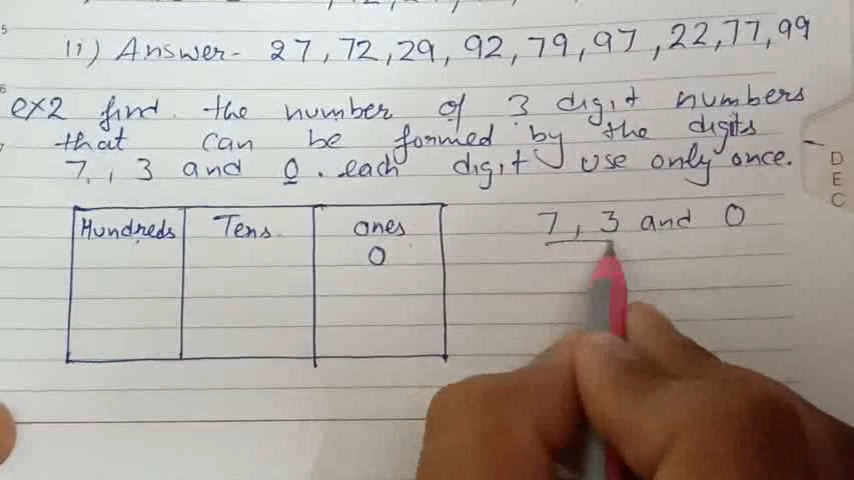 ii) Answer- 27, 72, 29, 92, 79, 97, 22, 77, 99
ex2 find the number of 3 digit numbers
that can be formed by the digits
7, 3 and 0. each digit use only once.
Hundreds Tens ones
0
7, 3 and 0
DEC